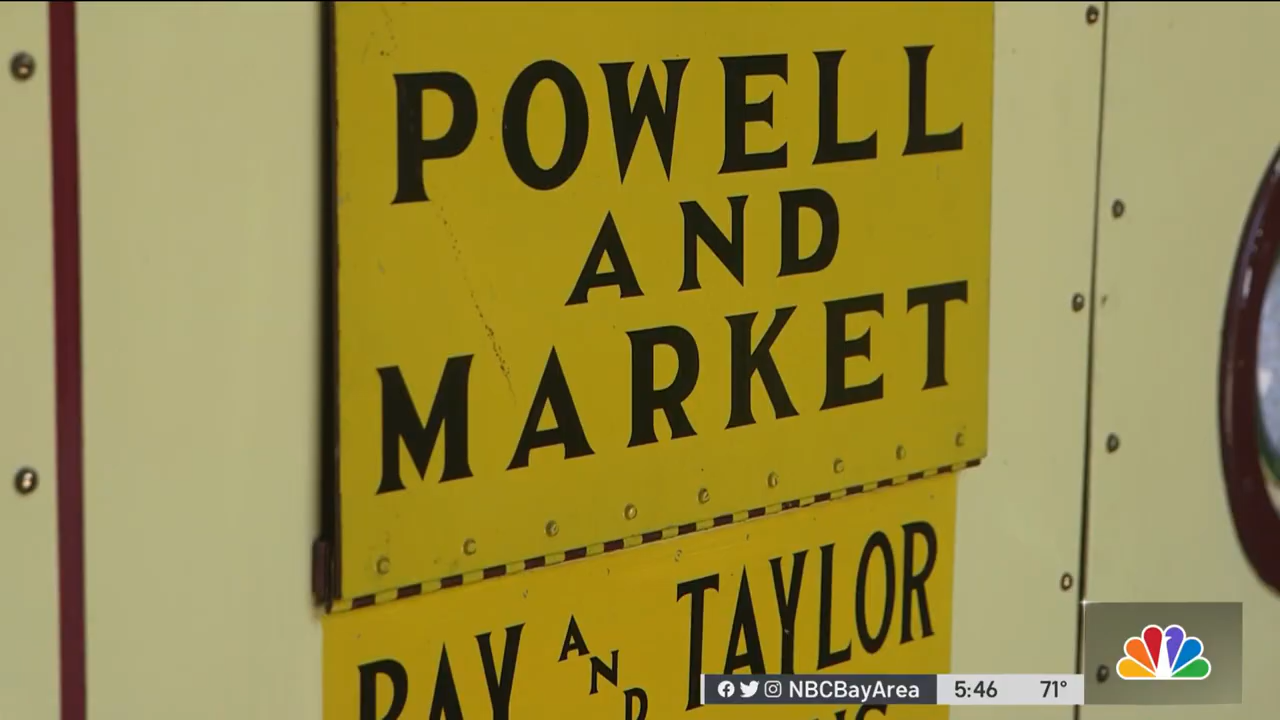 POWELL
AND
MARKET
BAY AND TAYLOR
NBCBayArea 5:46 71°